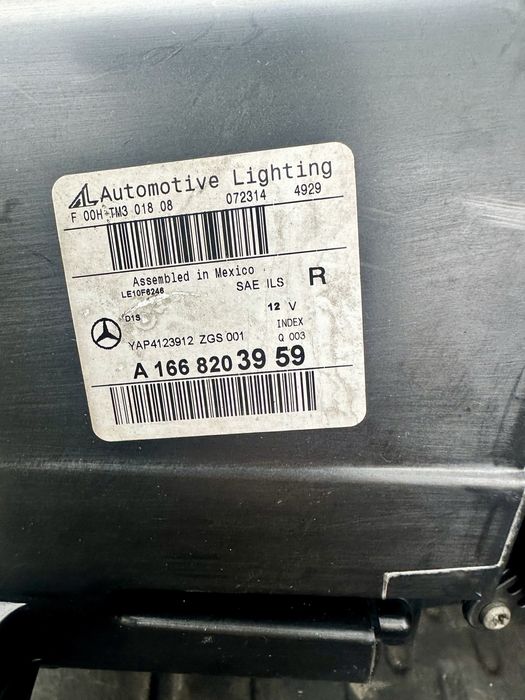 AL Automotive Lighting
F 00H-TM3 018 08 072314 4929
Assembled in Mexico
LE10F6246 SAE ILS R
D1S 12 V
INDEX
YAP4123912 ZGS 001 Q 003
A 166 820 39 59